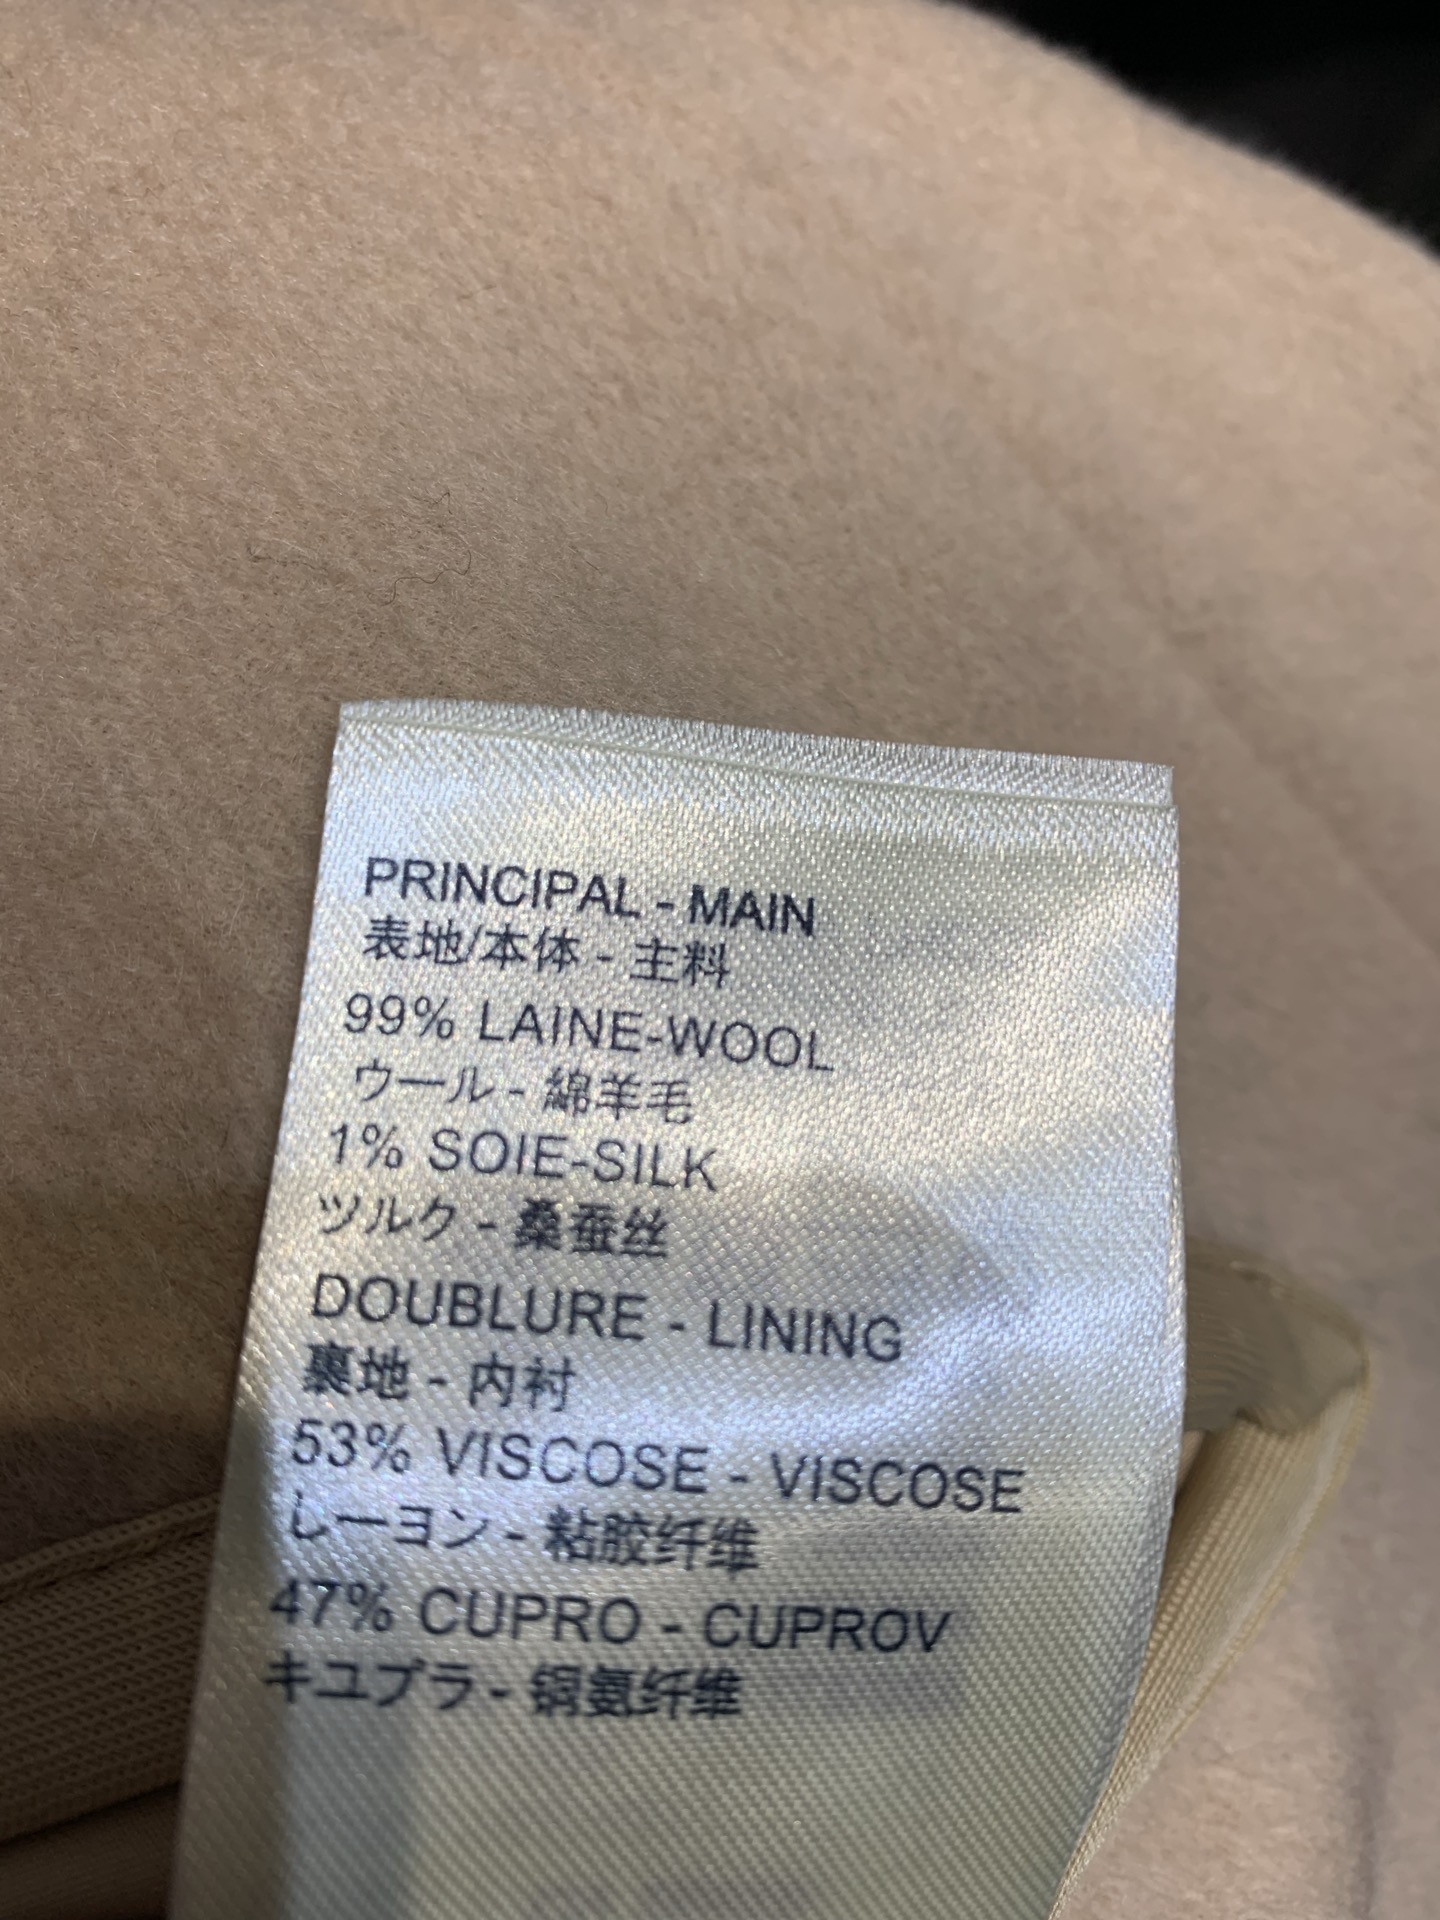 PRINCIPAL - MAIN
表地/本体 - 主料
99% LAINE-WOOL
ウール - 綿羊毛
1% SOIE-SILK
ツルク - 桑蚕丝
DOUBLURE - LINING
裏地 - 内衬
53% VISCOSE - VISCOSE
レーヨン - 粘胶纤维
47% CUPRO - CUPROV
キユプラ - 铜氨纤维